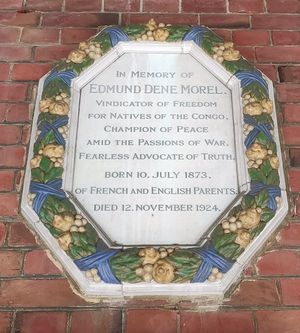 In Memory of
Edmund Dene Morel,
Vindicator of Freedom
for Natives of the Congo,
Champion of Peace
amid the Passions of War,
Fearless Advocate of Truth.
Born 10. July 1873.
of French and English Parents.
Died 12. November 1924.